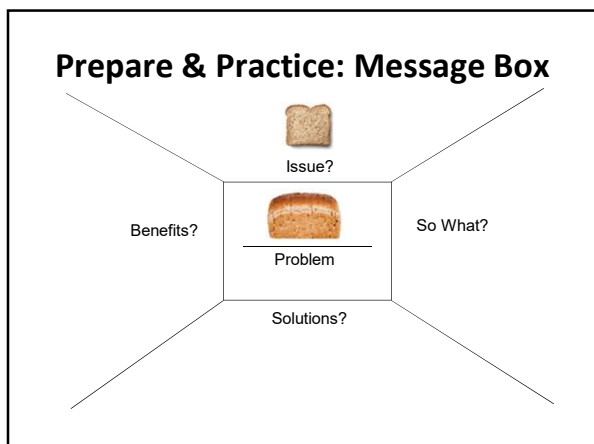 Prepare & Practice: Message Box
Issue?
Benefits?
So What?
Problem
Solutions?